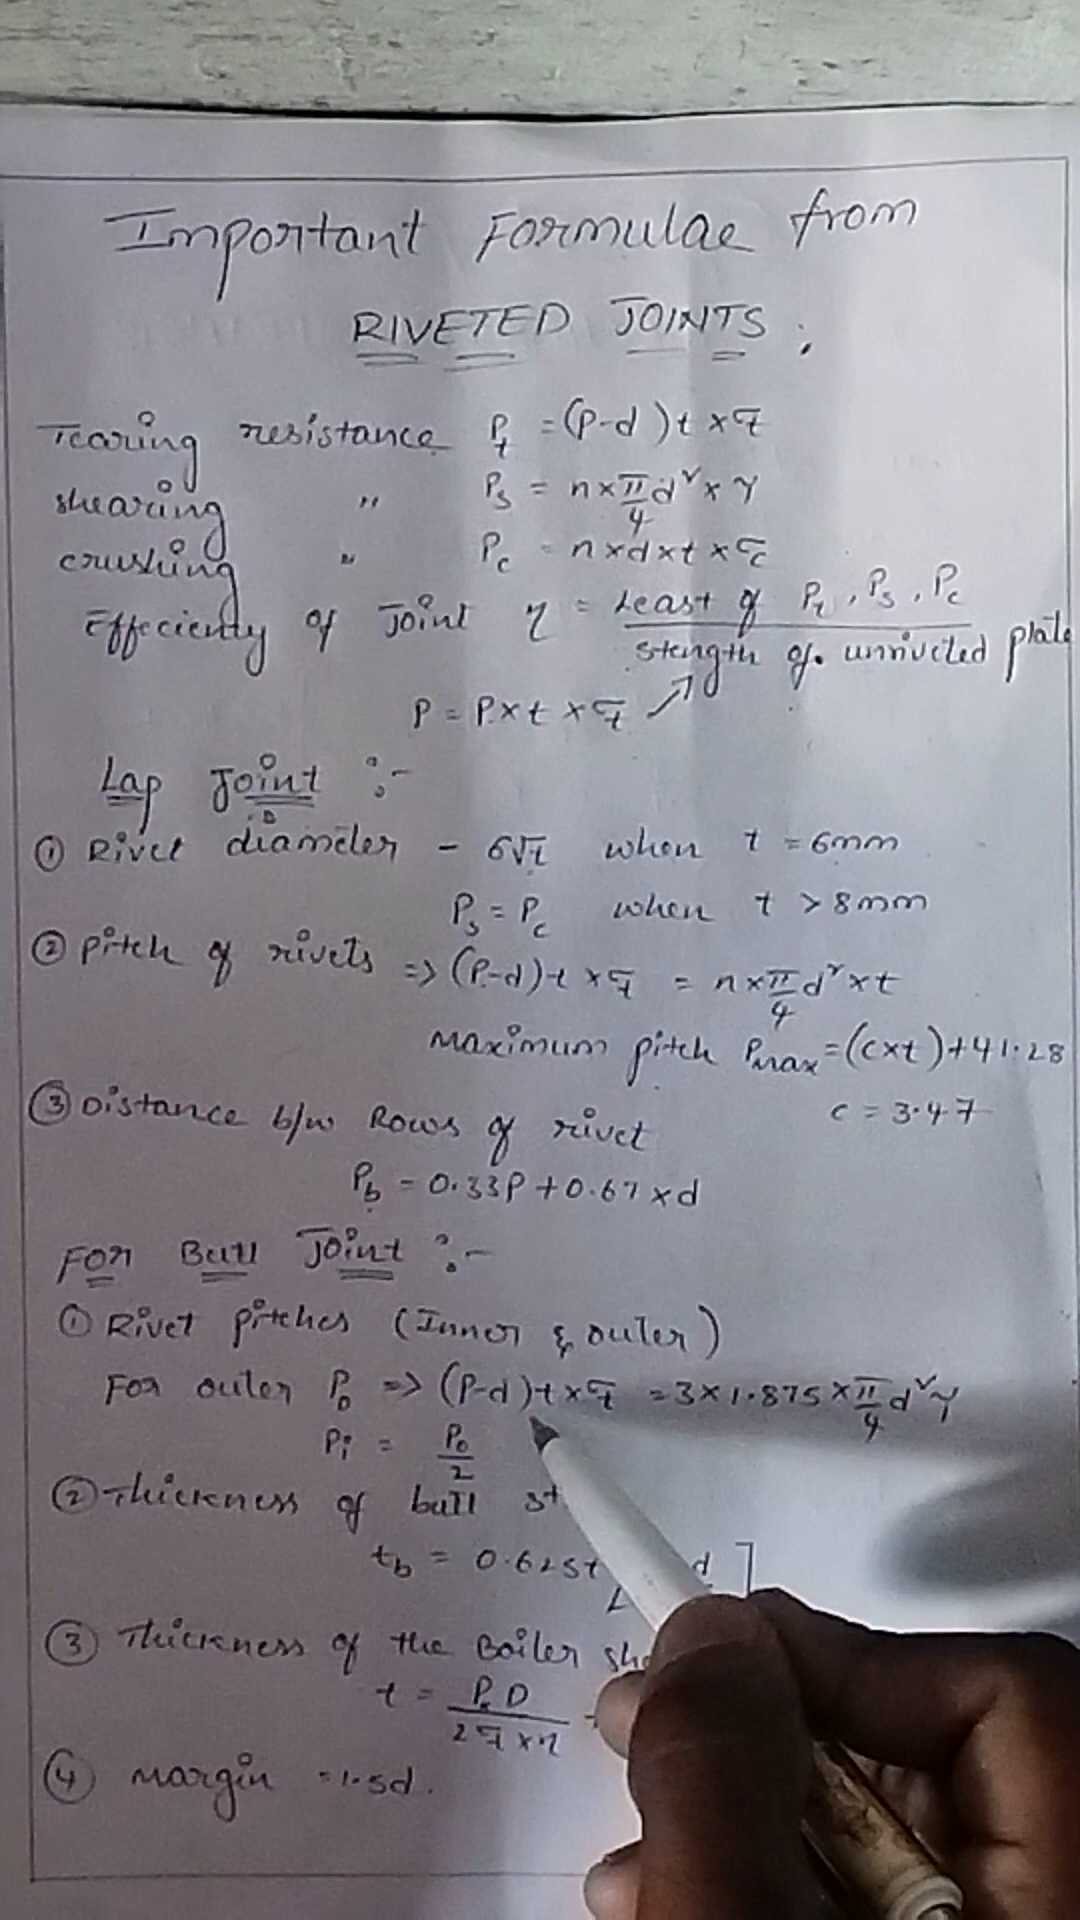 Important Formulae from
RIVETED JOINTS;
Tearing resistance Pt = (P-d)t×σt
shearing " Ps = n×π/4 d²×τ
crushing " Pc = n×d×t×σc
Effeciendy of Joint η = Least of Pt, Ps, Pc / stength of unriveted plate
P = P×t×σt
Lap Joint :-
① Rivet diameter - 6√t when t = 6mm
Ps = Pc when t > 8mm
② pitch of rivets => (P-d)t×σt = n×π/4 d²×t
maximum pitch Pmax = (c×t)+41.28
c = 3.47
③ Distance b/w Rows of rivet
Pb = 0.33P+0.67×d
FOR Butt Joint :-
① Rivet pitches (Inner & outer)
For outer Po => (P-d)t×σt = 3×1.875×π/4 d²τ
Pi = Po/2
② Thickness of butt
tb = 0.625t d ]
③ Thickness of the Boiler
t = P.D / 2σt×η
④ margin = 1.5d.